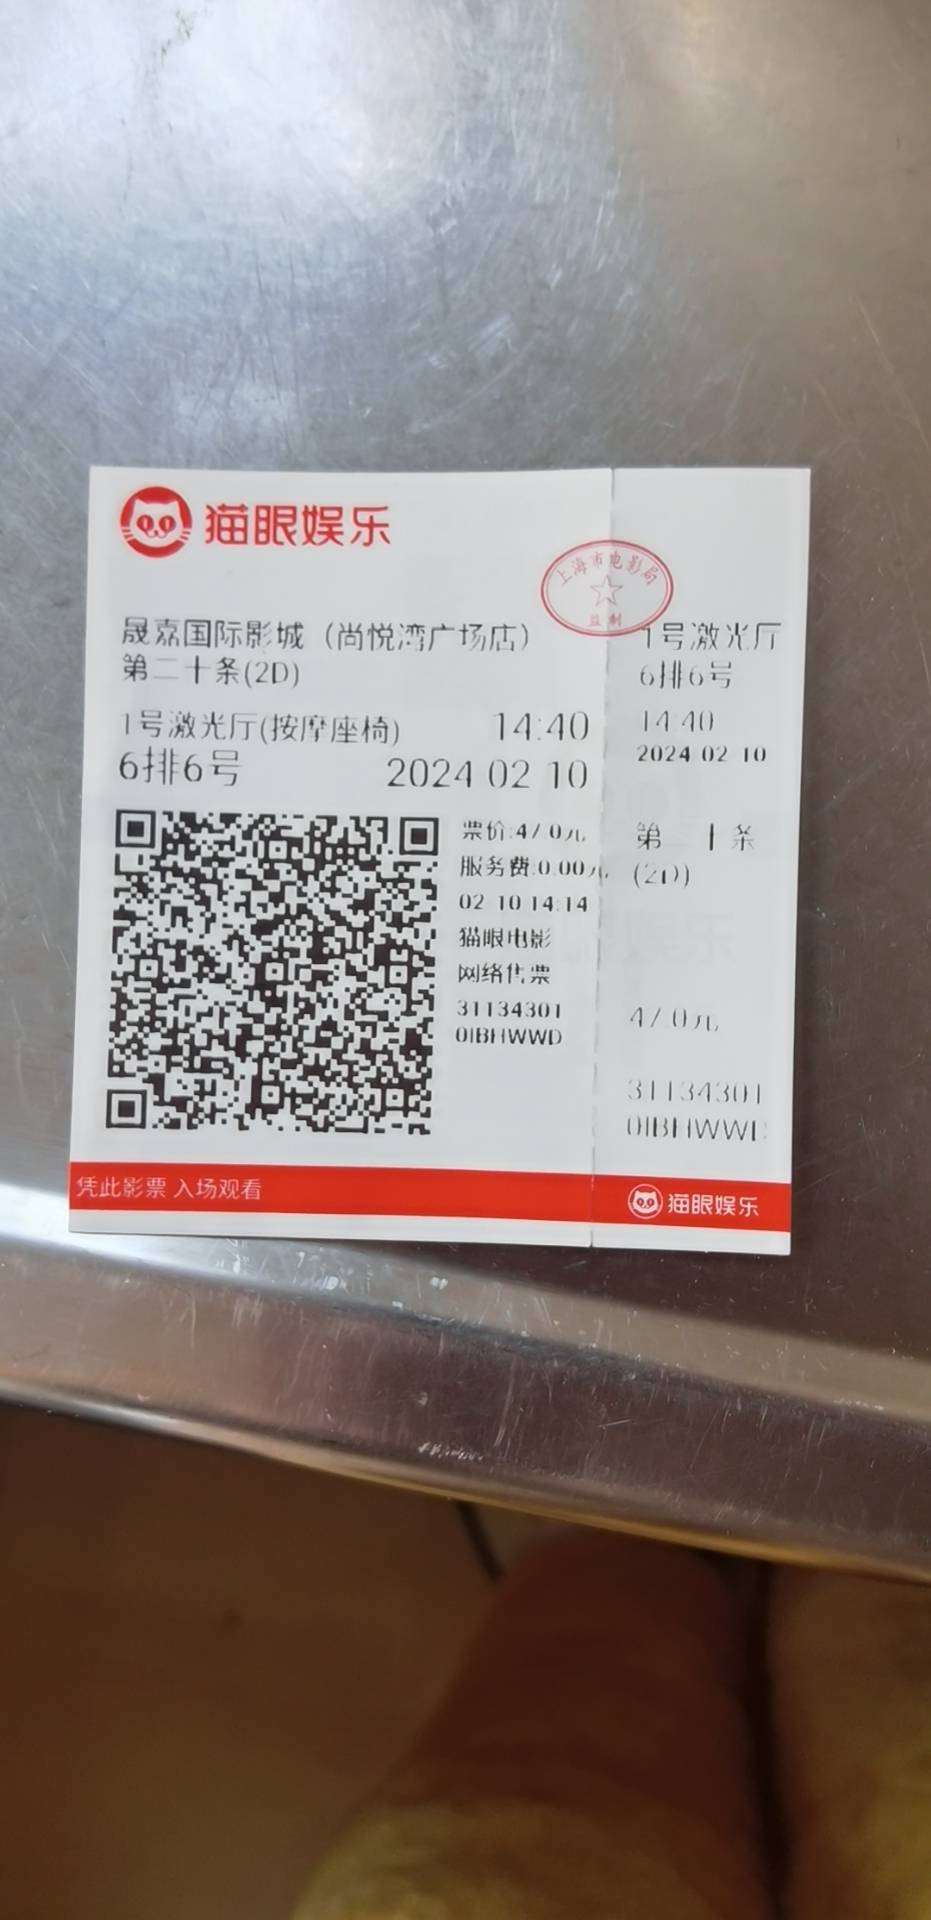 猫眼娱乐
上海市电影局
监制
晟嘉国际影城（尚悦湾广场店）
第二十条(2D)
1号激光厅(按摩座椅) 14:40
6排6号 2024 02 10
票价:47.0元
服务费:0.00元
02 10 14:14
猫眼电影
网络售票
31134301
0IBHWWD
凭此影票 入场观看
1号激光厅
6排6号
14:40
2024 02 10
第二十条
(2D)
47.0元
31134301
0IBHWWD
猫眼娱乐